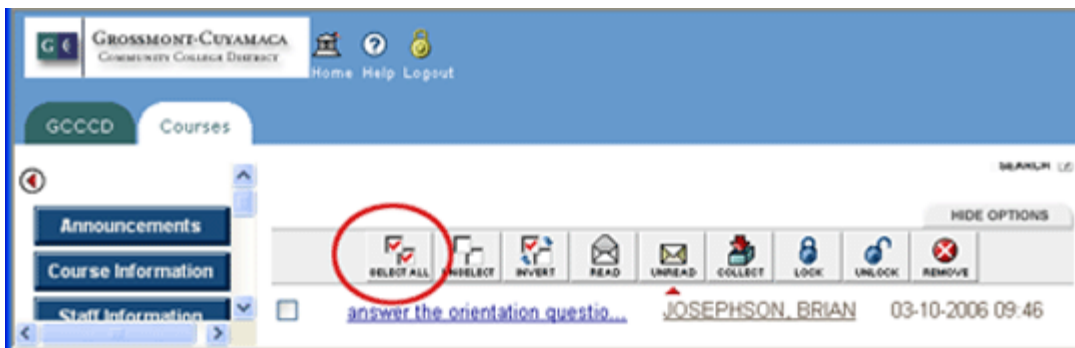 G C
GROSSMONT-CUYAMACA
COMMUNITY COLLEGE DISTRICT
Home Help Logout
GCCCD Courses
SEARCH
HIDE OPTIONS
Announcements
Course Information
Staff Information
SELECT ALL UNSELECT INVERT READ UNREAD COLLECT LOCK UNLOCK REMOVE
answer the orientation questio... JOSEPHSON, BRIAN 03-10-2006 09:46